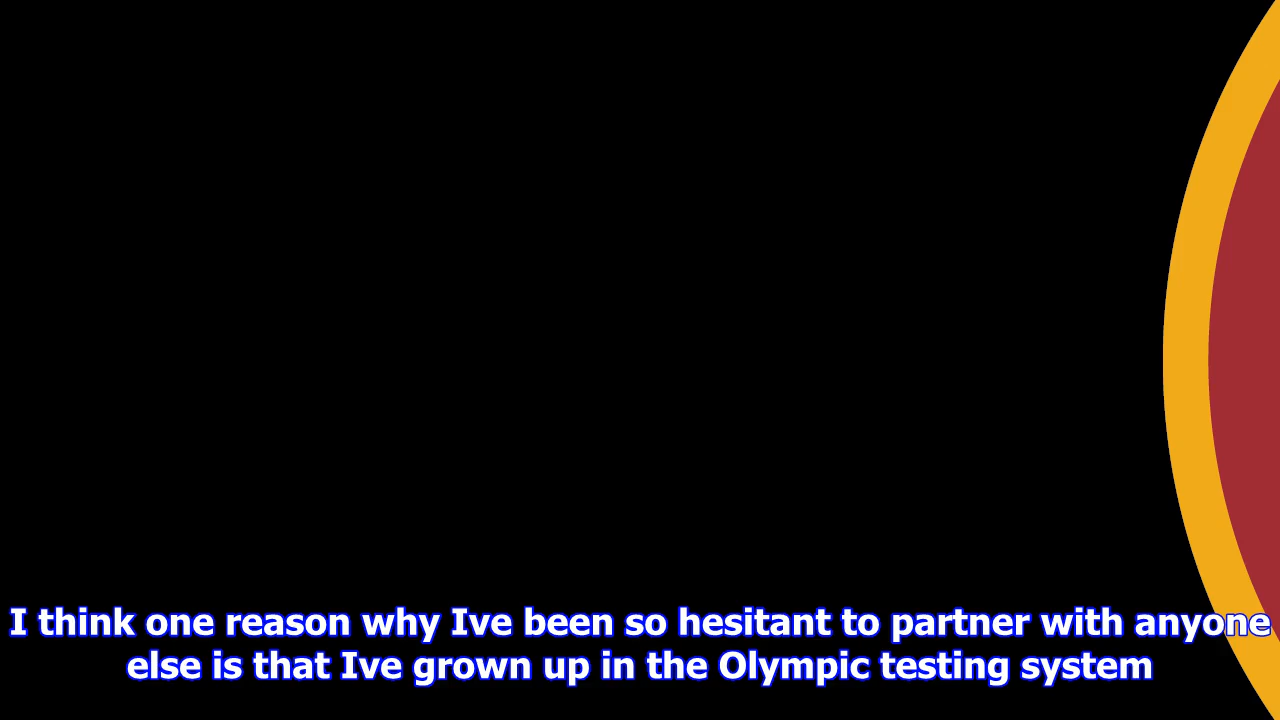 I think one reason why Ive been so hesitant to partner with anyone
else is that Ive grown up in the Olympic testing system